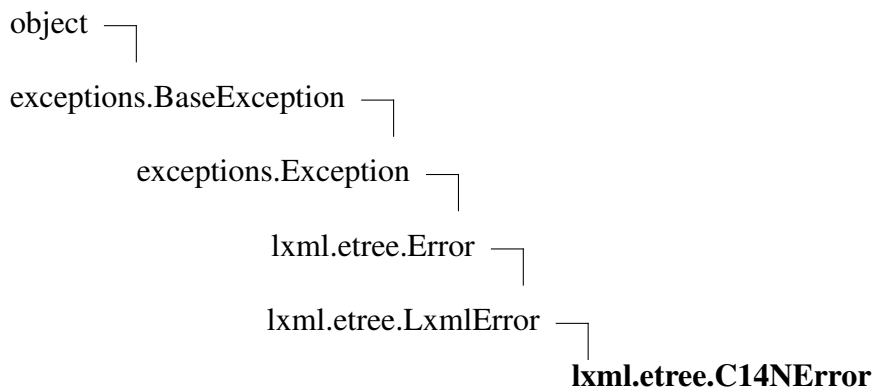 object
exceptions.BaseException
exceptions.Exception
lxml.etree.Error
lxml.etree.LxmlError
lxml.etree.C14NError